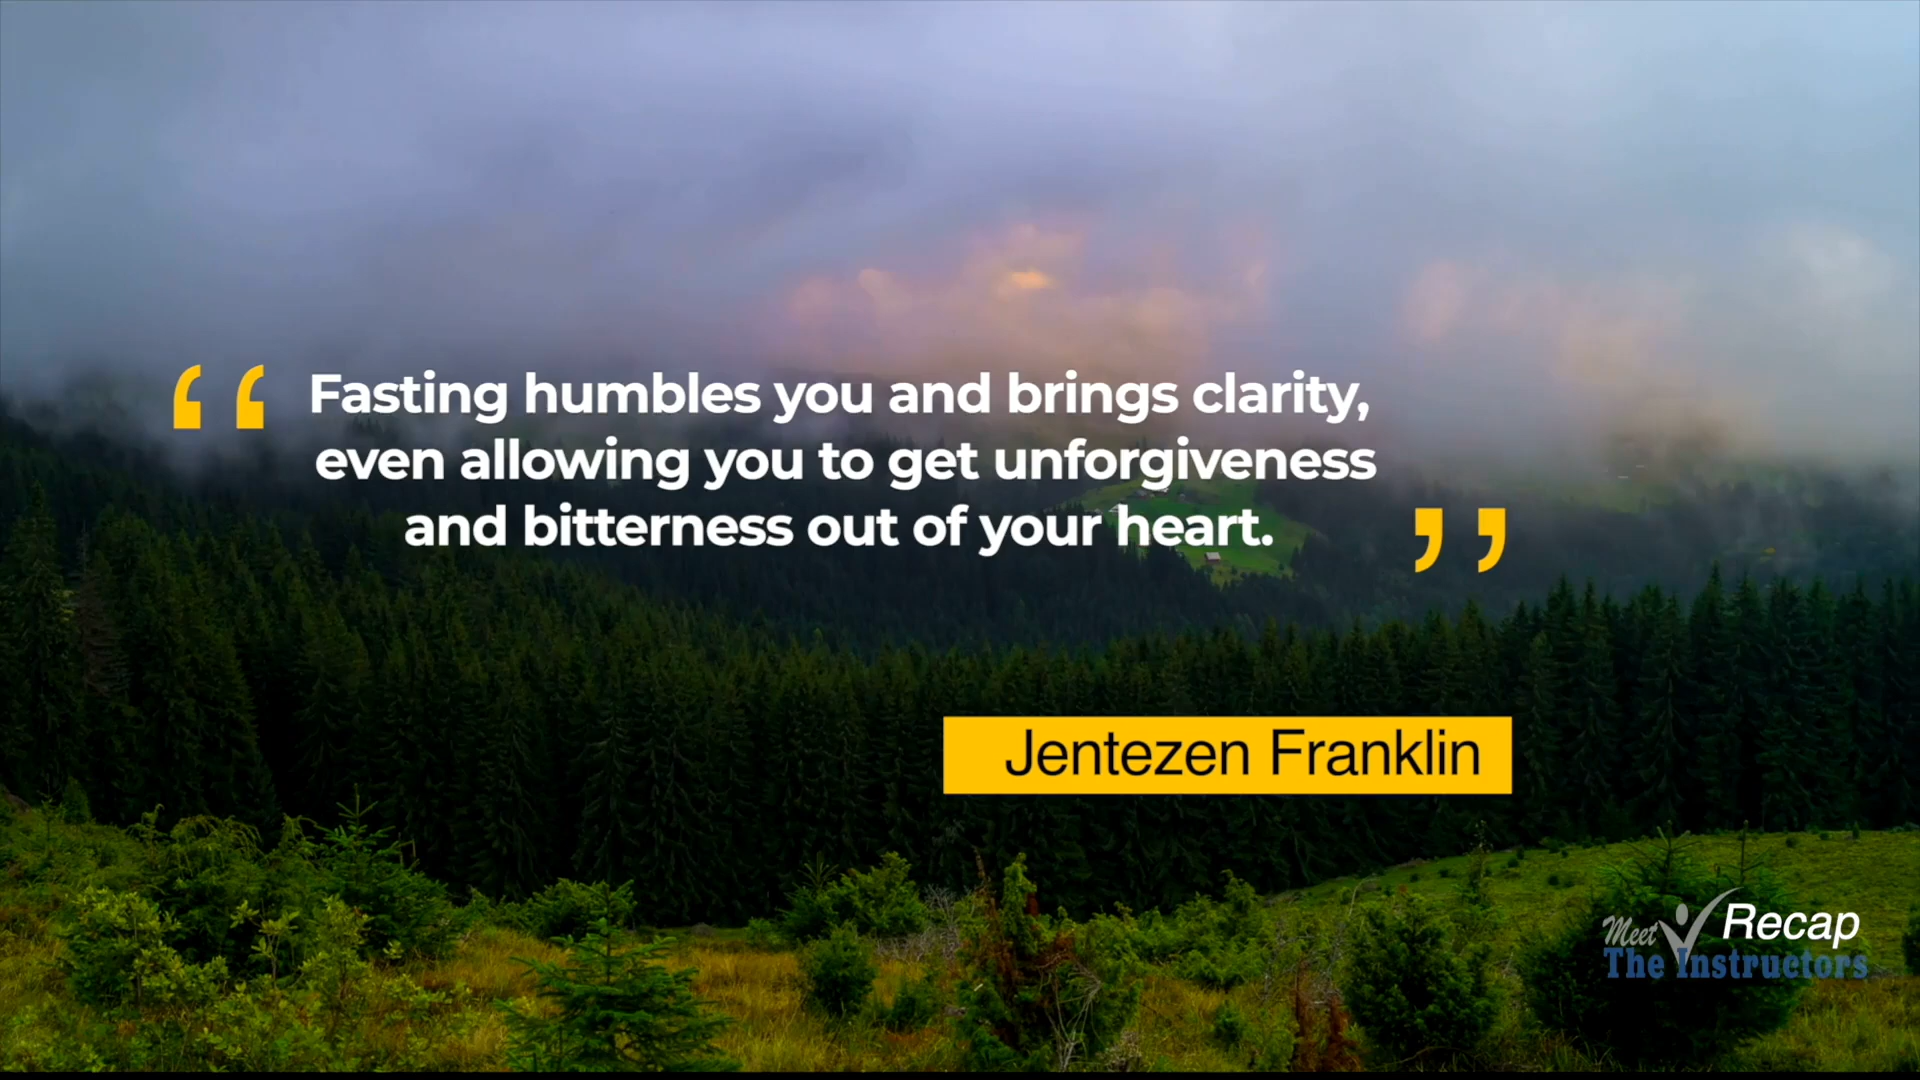 “ Fasting humbles you and brings clarity,
even allowing you to get unforgiveness
and bitterness out of your heart. ”
Jentezen Franklin
Meet Recap
The Instructors